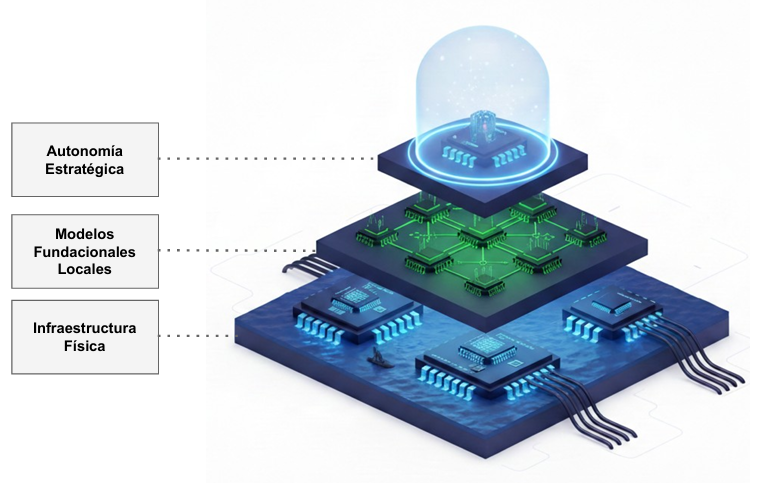 Autonomía
Estratégica
Modelos
Fundacionales
Locales
Infraestructura
Física